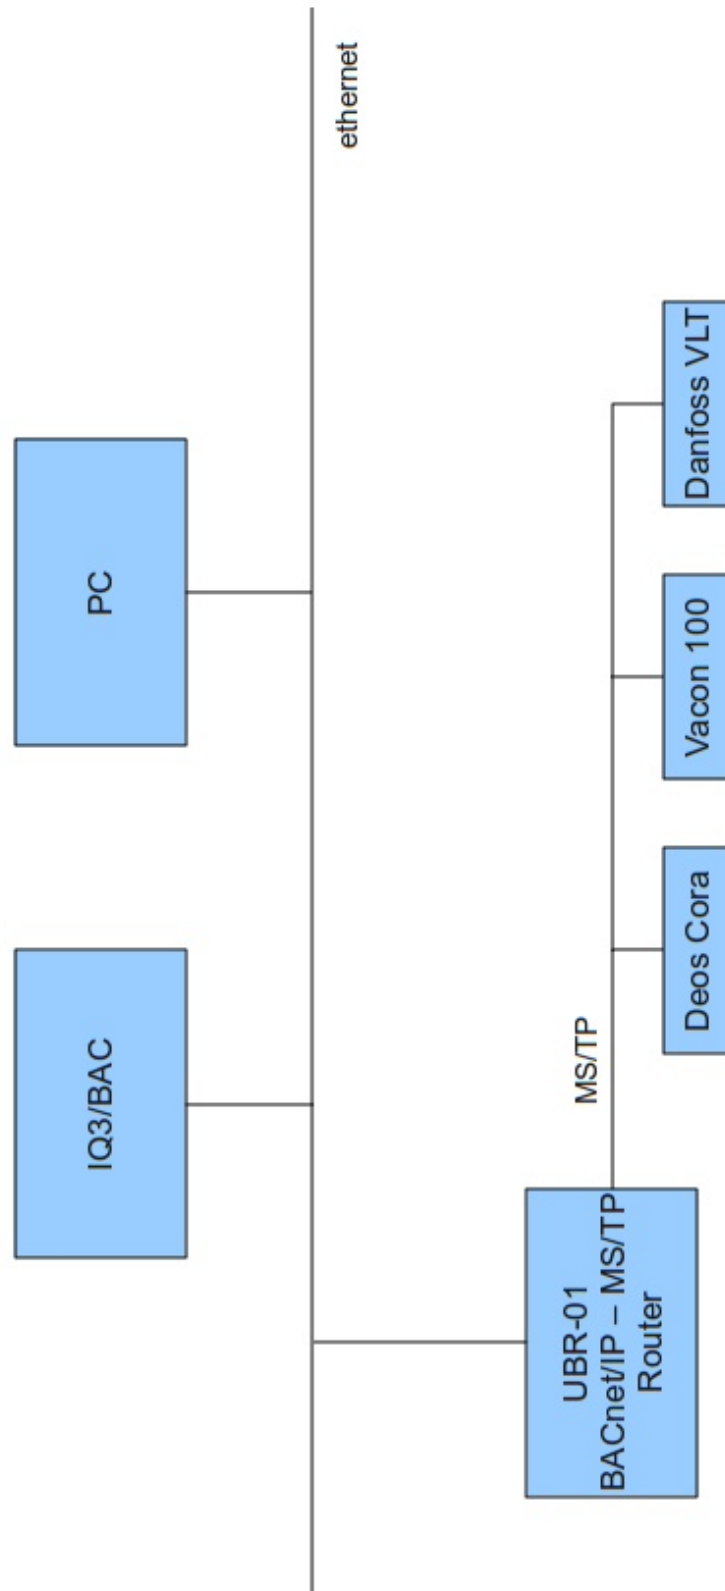 IQ3/BAC
PC
ethernet
UBR-01
BACnet/IP – MS/TP
Router
MS/TP
Deos Cora
Vacon 100
Danfoss VLT